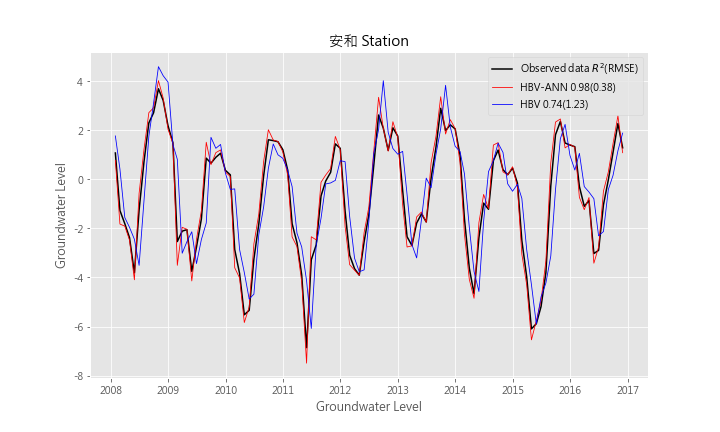 安和 Station
Observed data R²(RMSE)
HBV-ANN 0.98(0.38)
HBV 0.74(1.23)
Groundwater Level
4
2
0
-2
-4
-6
-8
2008 2009 2010 2011 2012 2013 2014 2015 2016 2017
Groundwater Level